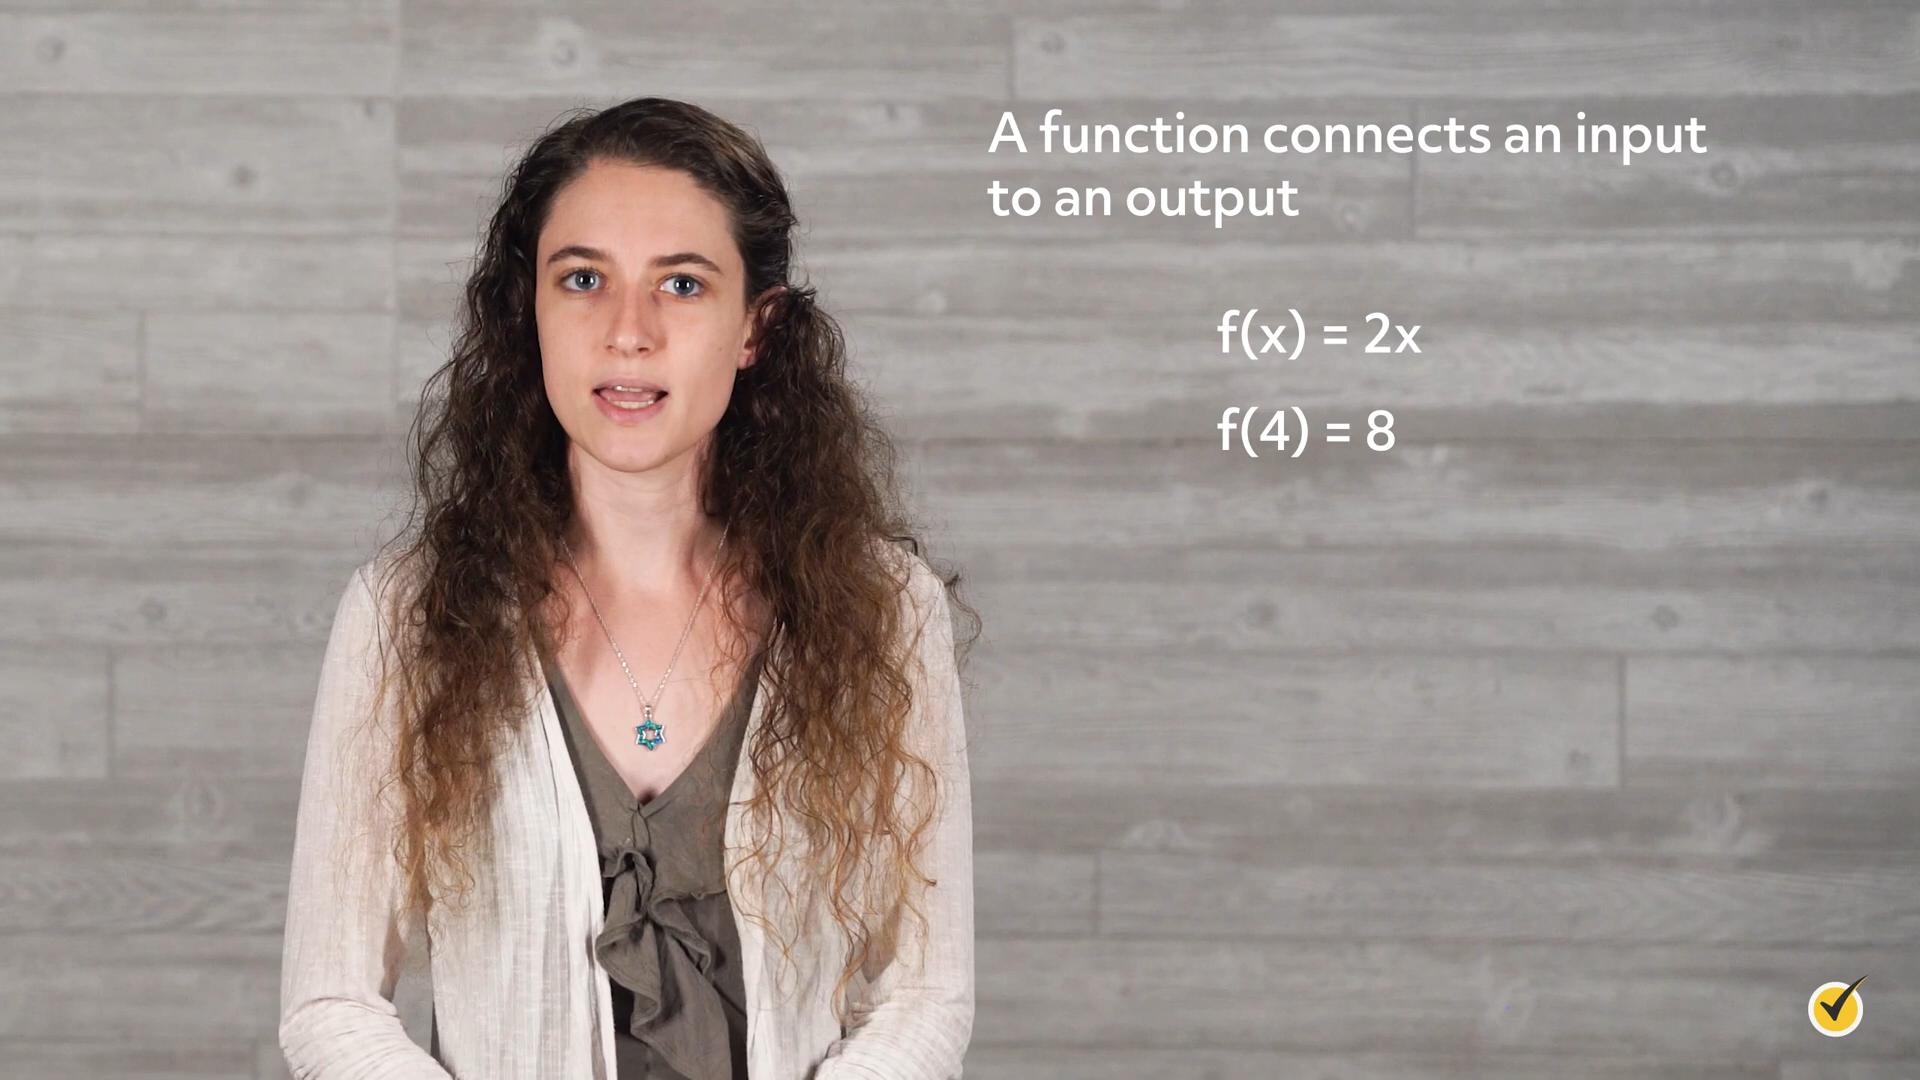 A function connects an input
to an output
f(x) = 2x
f(4) = 8